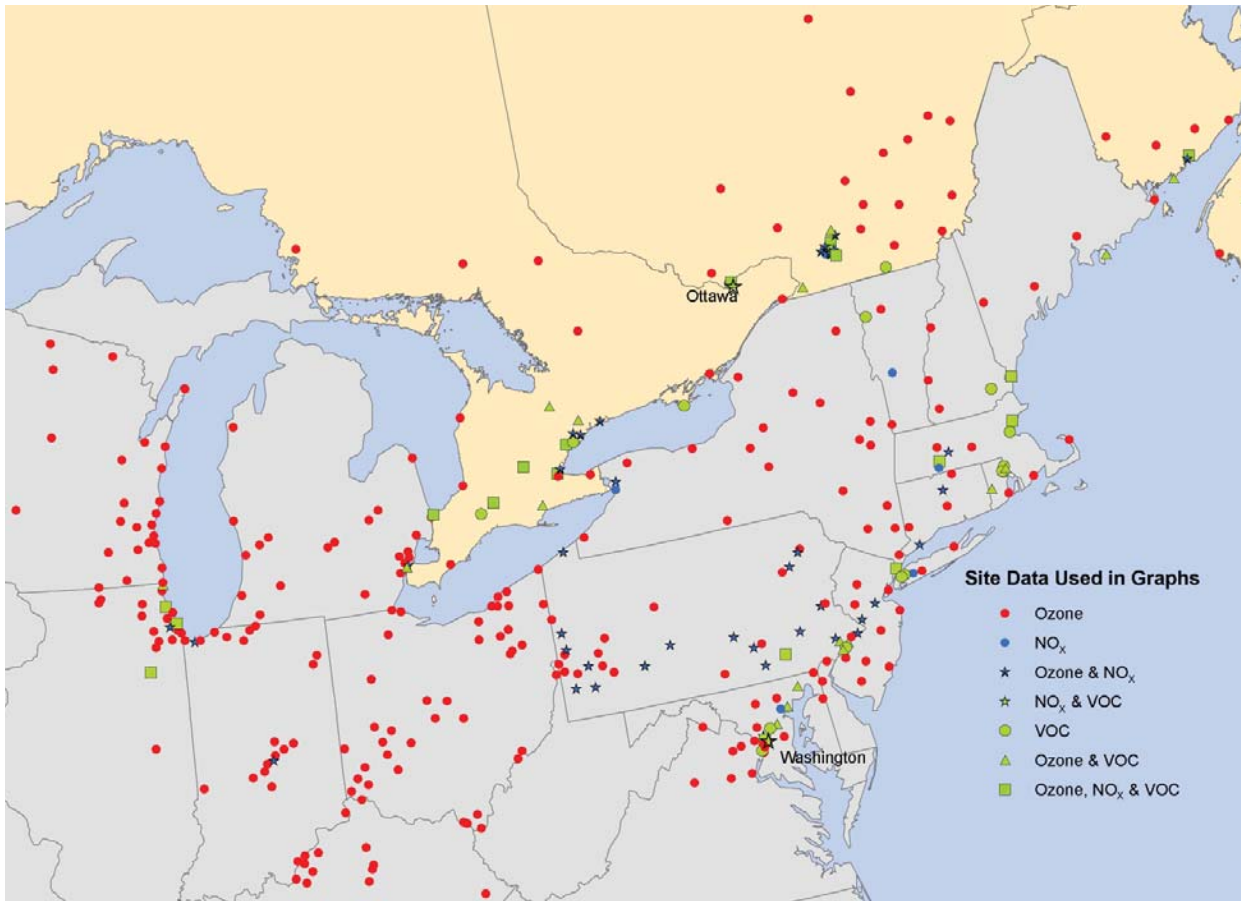 Ottawa
Site Data Used in Graphs
Ozone
NOX
Ozone & NOX
NOX & VOC
VOC
Ozone & VOC
Ozone, NOX & VOC
Washington